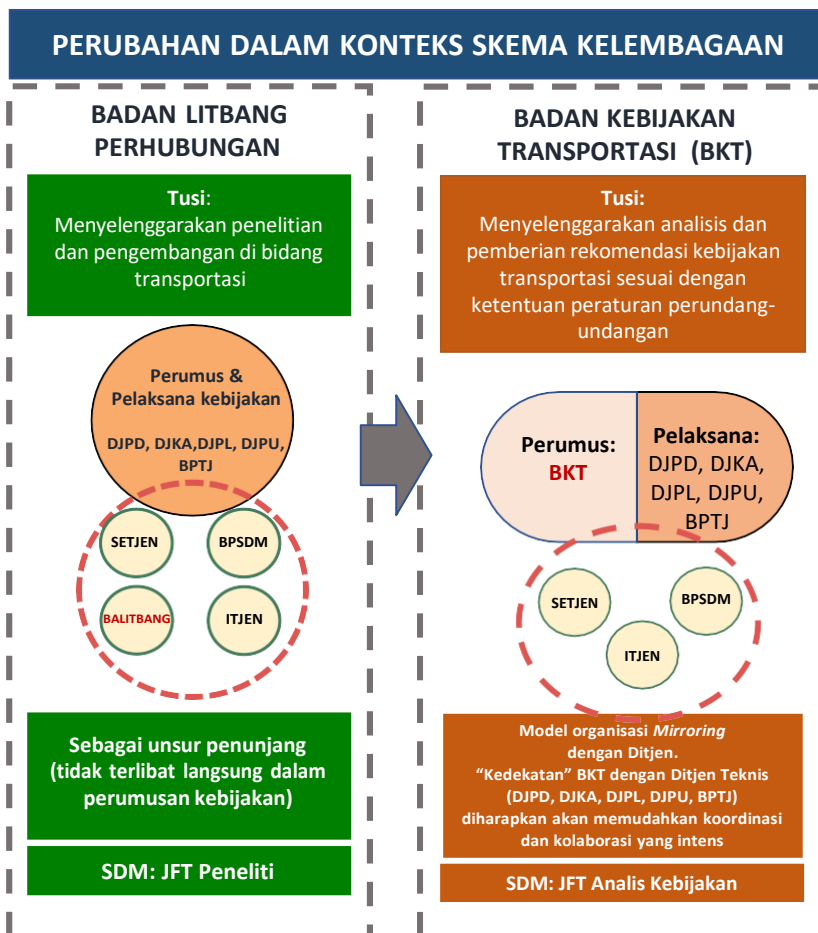 PERUBAHAN DALAM KONTEKS SKEMA KELEMBAGAAN
BADAN LITBANG
PERHUBUNGAN
Tusi:
Menyelenggarakan penelitian
dan pengembangan di bidang
transportasi
Perumus &
Pelaksana kebijakan
DJPD, DJKA,DJPL, DJPU,
BPTJ
SETJEN
BPSDM
BALITBANG
ITJEN
Sebagai unsur penunjang
(tidak terlibat langsung dalam
perumusan kebijakan)
SDM: JFT Peneliti
BADAN KEBIJAKAN
TRANSPORTASI (BKT)
Tusi:
Menyelenggarakan analisis dan
pemberian rekomendasi kebijakan
transportasi sesuai dengan
ketentuan peraturan perundang-
undangan
Perumus:
BKT
Pelaksana:
DJPD, DJKA,
DJPL, DJPU,
BPTJ
SETJEN
BPSDM
ITJEN
Model organisasi Mirroring
dengan Ditjen.
“Kedekatan” BKT dengan Ditjen Teknis
(DJPD, DJKA, DJPL, DJPU, BPTJ)
diharapkan akan memudahkan koordinasi
dan kolaborasi yang intens
SDM: JFT Analis Kebijakan